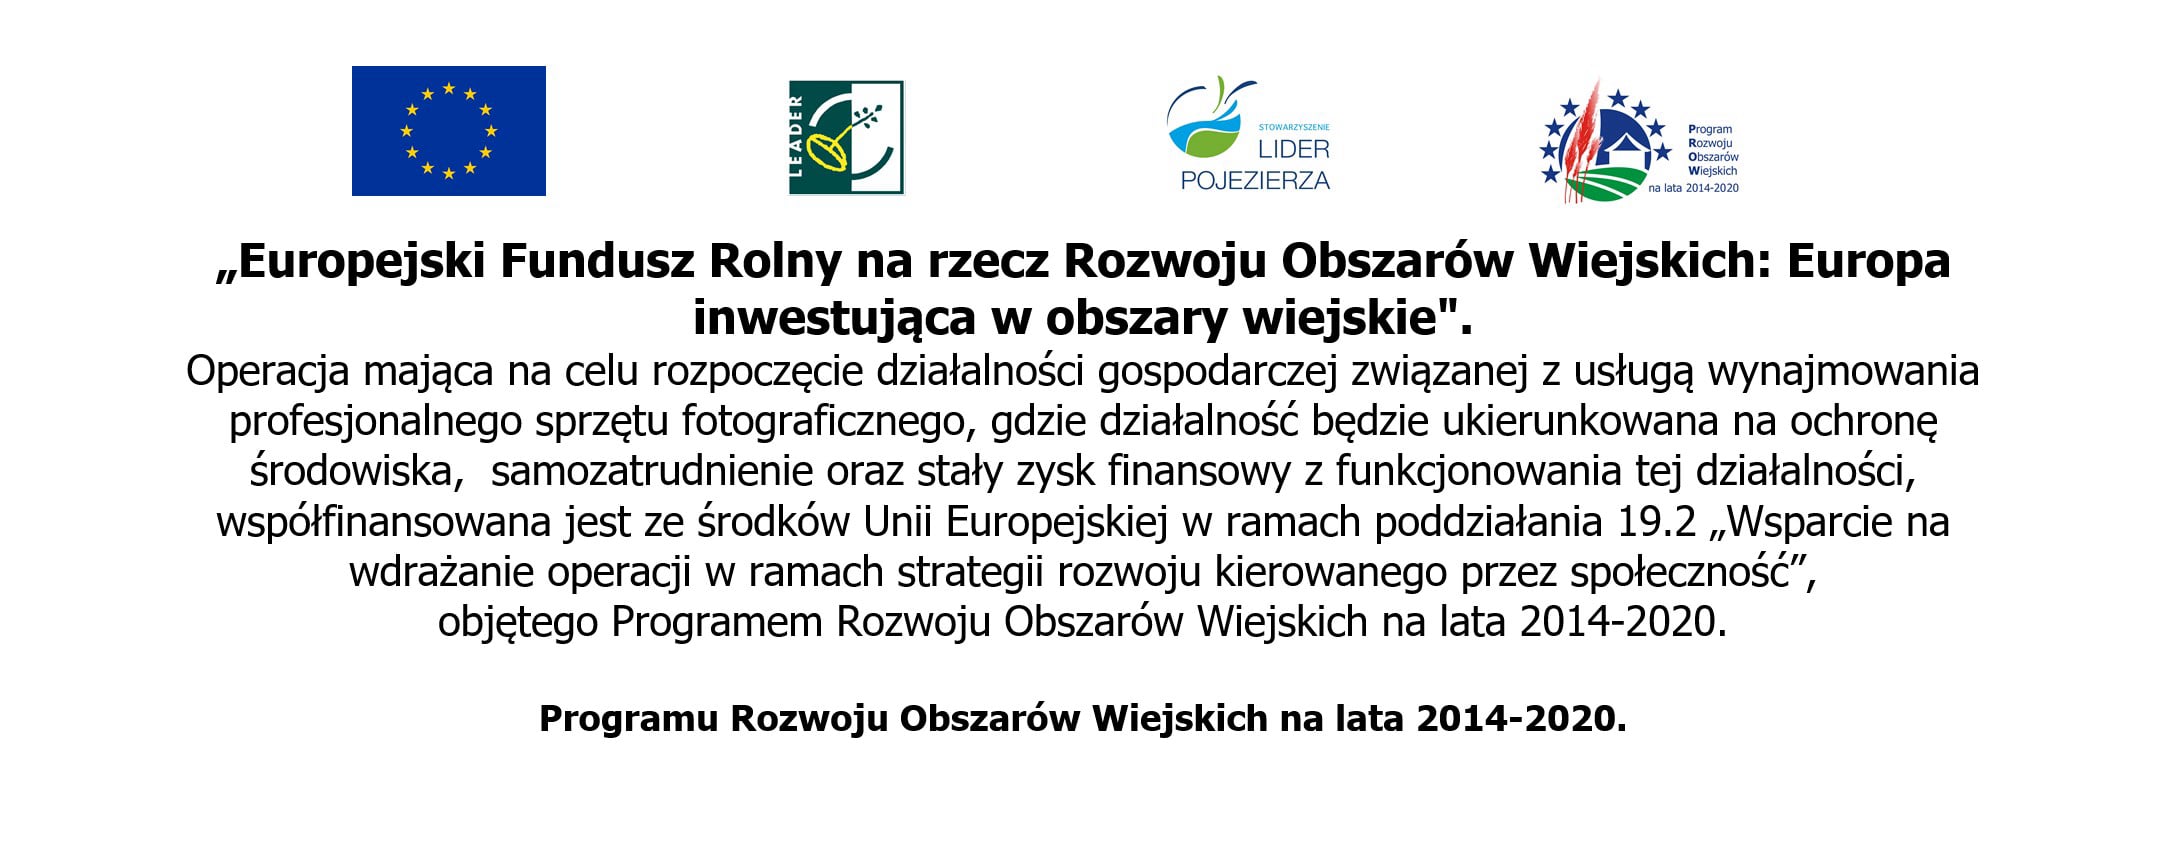 LEADER
STOWARZYSZENIE
LIDER
POJEZIERZA
Program
Rozwoju
Obszarów
Wiejskich
na lata 2014-2020
„Europejski Fundusz Rolny na rzecz Rozwoju Obszarów Wiejskich: Europa
inwestująca w obszary wiejskie".
Operacja mająca na celu rozpoczęcie działalności gospodarczej związanej z usługą wynajmowania
profesjonalnego sprzętu fotograficznego, gdzie działalność będzie ukierunkowana na ochronę
środowiska,  samozatrudnienie oraz stały zysk finansowy z funkcjonowania tej działalności,
współfinansowana jest ze środków Unii Europejskiej w ramach poddziałania 19.2 „Wsparcie na
wdrażanie operacji w ramach strategii rozwoju kierowanego przez społeczność”,
objętego Programem Rozwoju Obszarów Wiejskich na lata 2014-2020.
Programu Rozwoju Obszarów Wiejskich na lata 2014-2020.